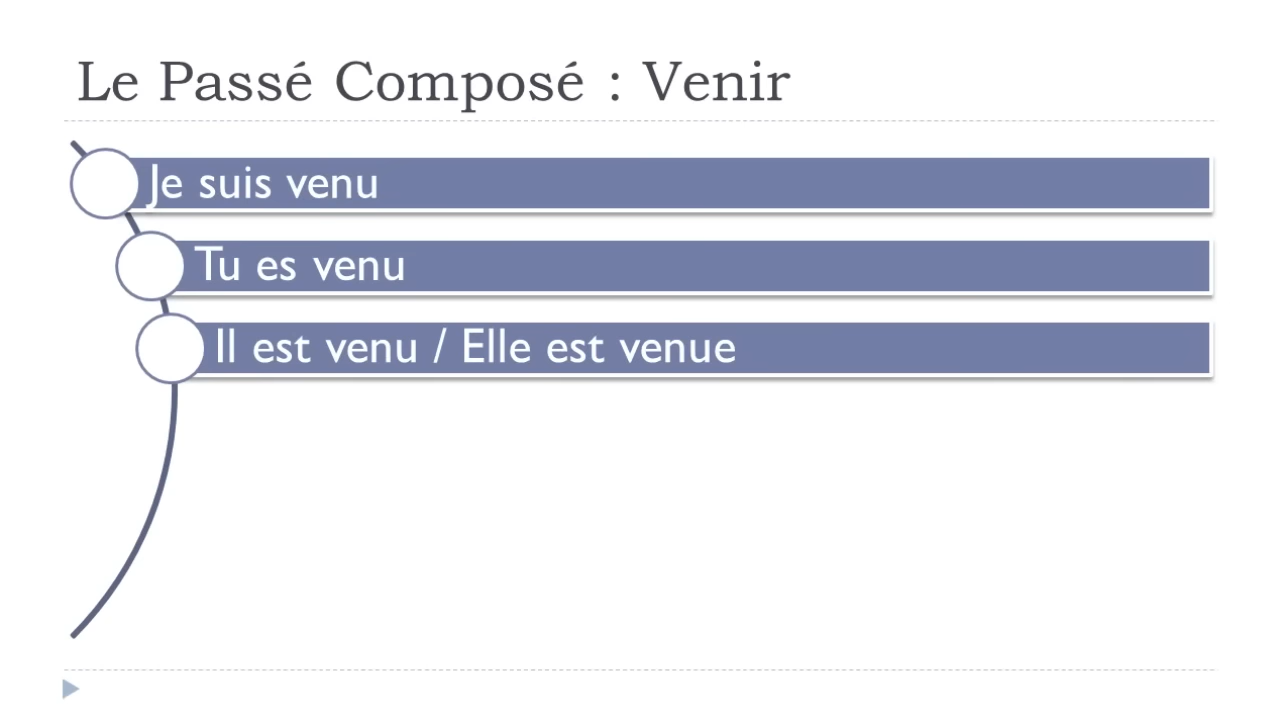 Le Passé Composé : Venir
Je suis venu
Tu es venu
Il est venu / Elle est venue